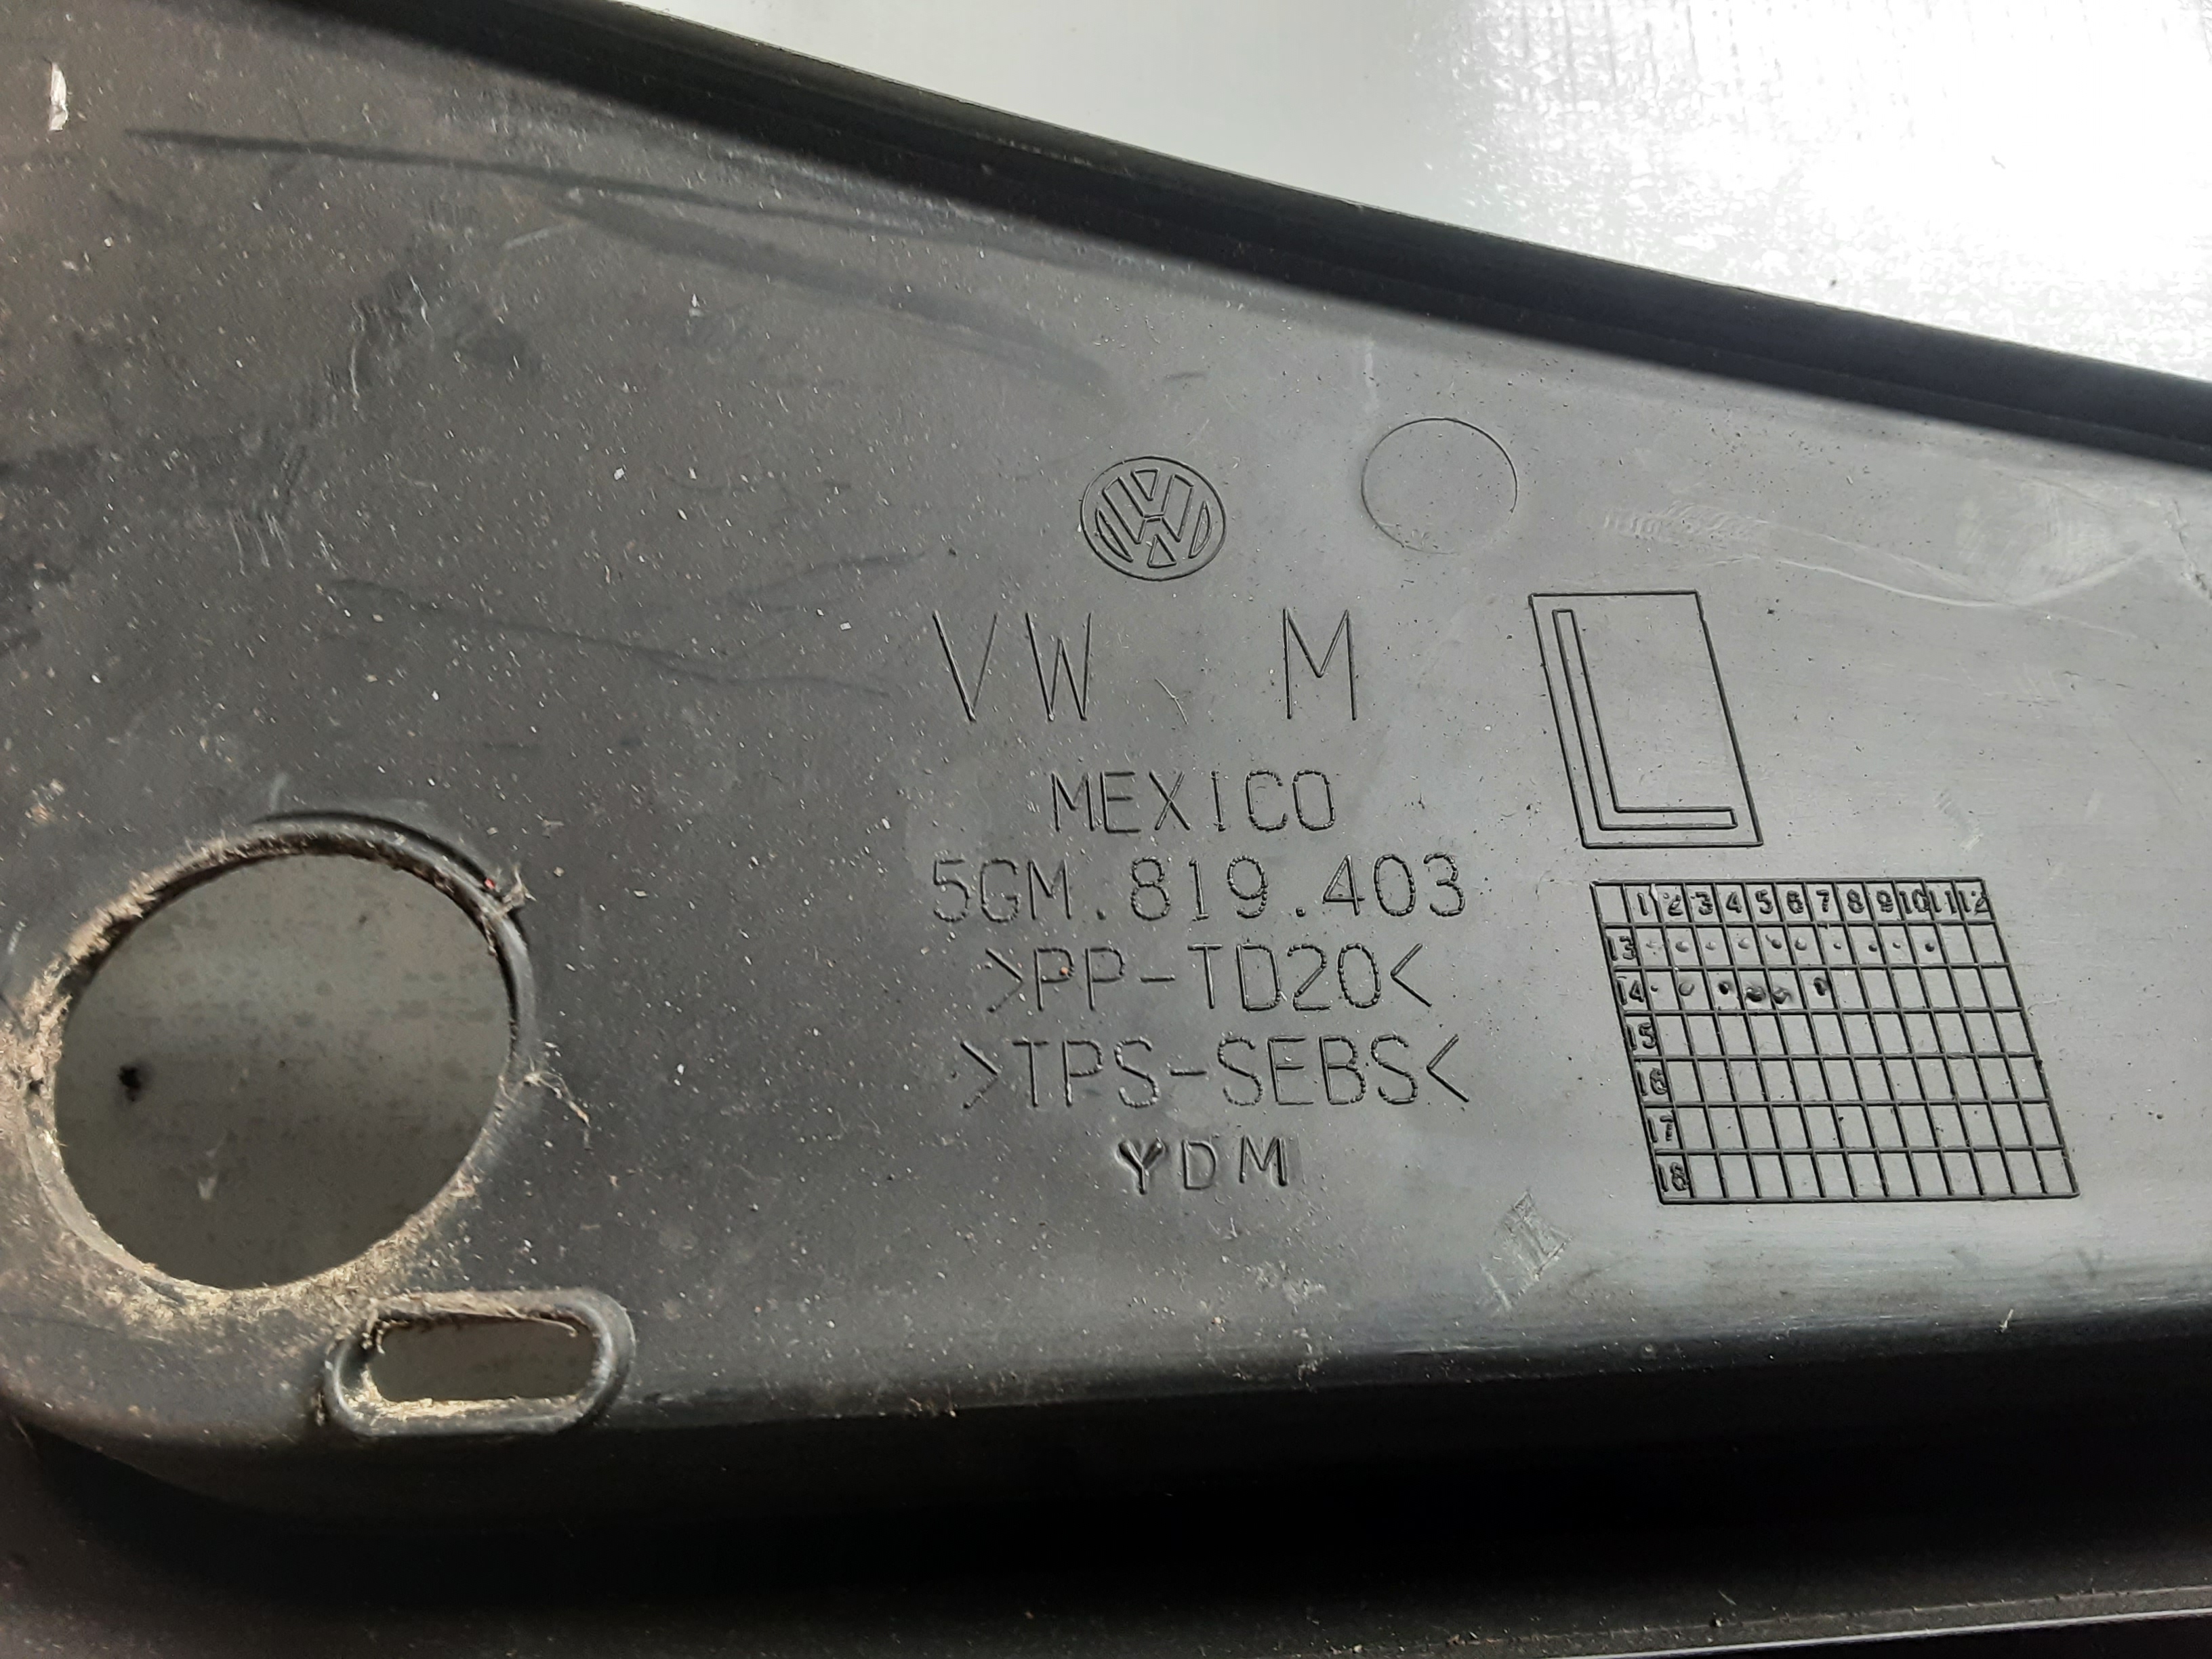 VW M
L
MEXICO
5GM.819.403
>PP-TD20<
>TPS-SEBS<
YDM
1 2 3 4 5 6 7 8 9 10 11 12
13
14
15
16
17
18